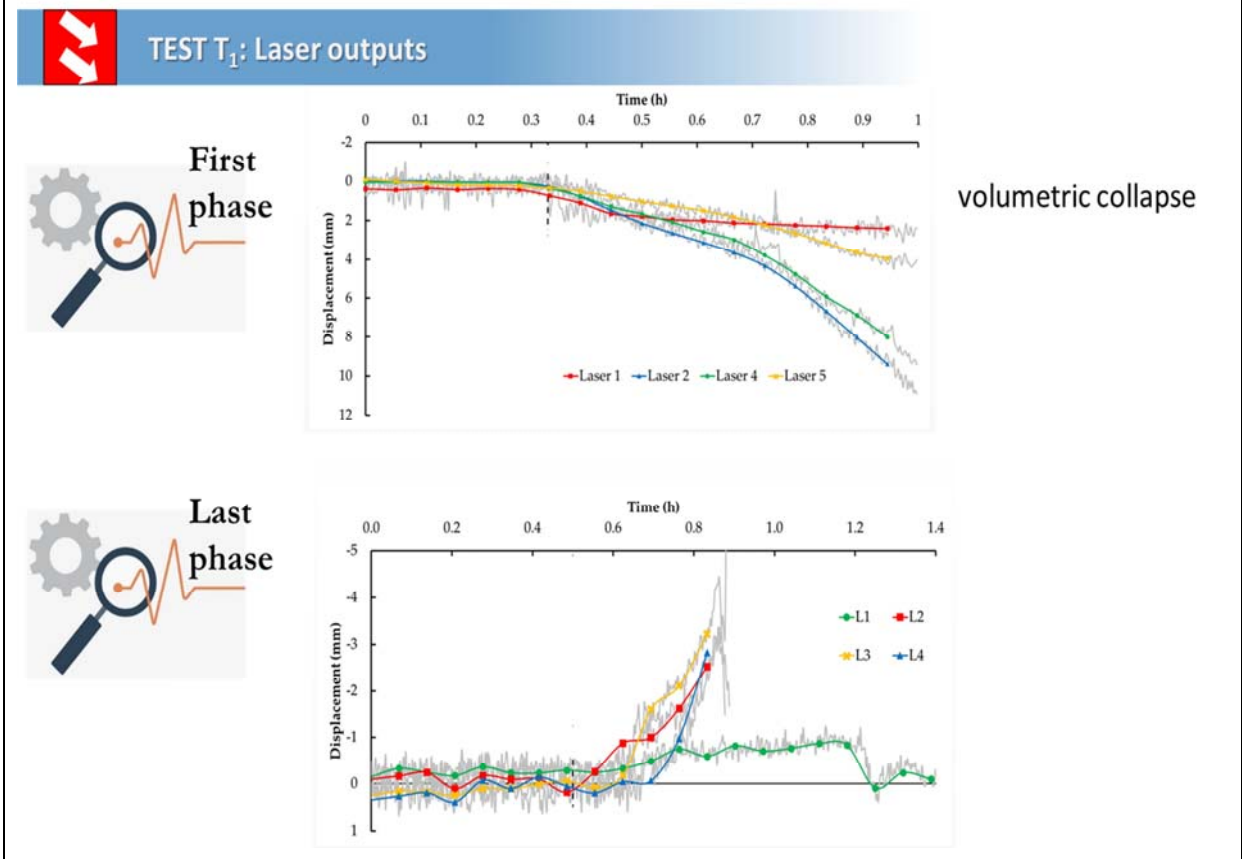 TEST T1: Laser outputs
First
phase
volumetric collapse
Time (h)
0 0.1 0.2 0.3 0.4 0.5 0.6 0.7 0.8 0.9 1
Displacement (mm)
-2
0
2
4
6
8
10
12
Laser 1 Laser 2 Laser 4 Laser 5
Last
phase
Time (h)
0.0 0.2 0.4 0.6 0.8 1.0 1.2 1.4
Displacement (mm)
-5
-4
-3
-2
-1
0
1
L1 L2
L3 L4